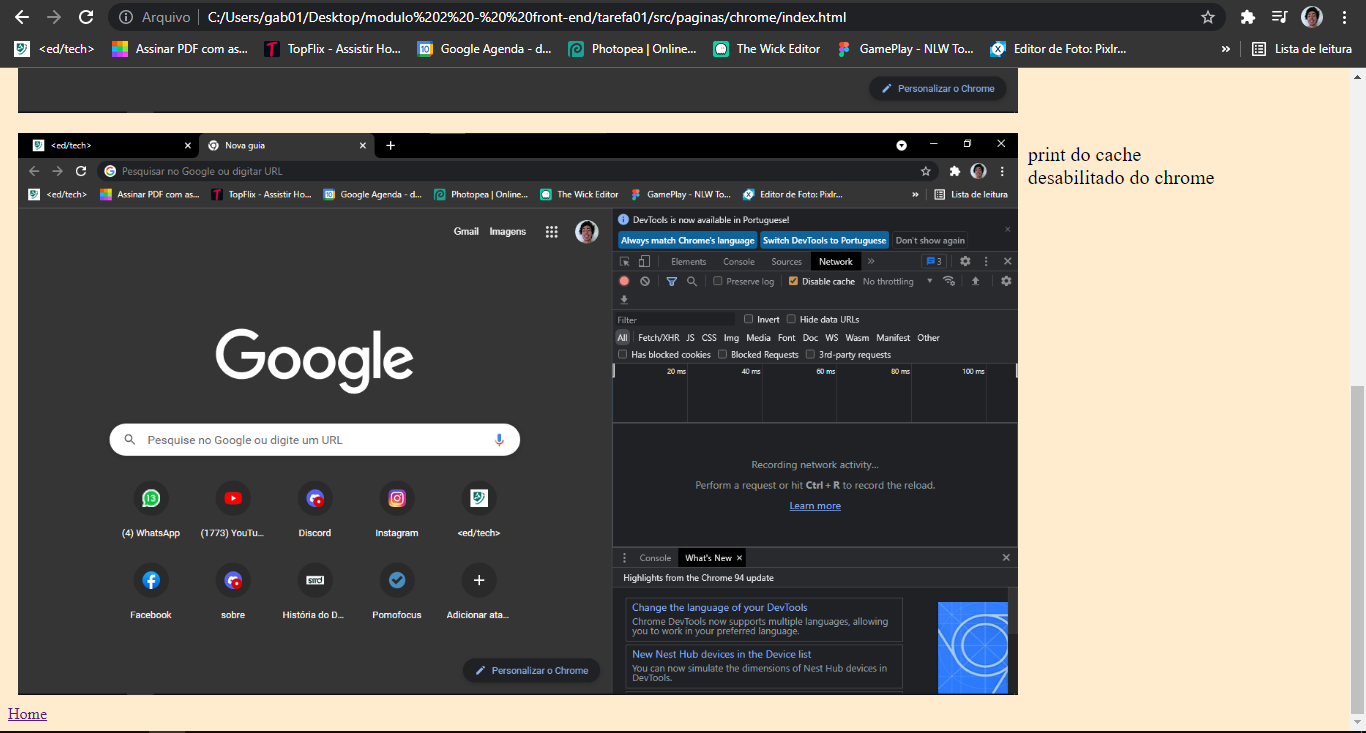 Arquivo | C:/Users/gab01/Desktop/modulo%202%20-%20%20front-end/tarefa01/src/paginas/chrome/index.html
<ed/tech> Assinar PDF com as... TopFlix - Assistir Ho... Google Agenda - d... Photopea | Online... The Wick Editor GamePlay - NLW To... Editor de Foto: Pixlr... » Lista de leitura
Personalizar o Chrome
<ed/tech> Nova guia
Pesquisar no Google ou digitar URL
<ed/tech> Assinar PDF com as... TopFlix - Assistir Ho... Google Agenda - d... Photopea | Online... The Wick Editor GamePlay - NLW To... Editor de Foto: Pixlr... » Lista de leitura
print do cache
desabilitado do chrome
Gmail Imagens
Google
Pesquise no Google ou digite um URL
13
(4) WhatsApp (1773) YouTu... Discord Instagram <ed/tech>
Facebook sobre História do D... Pomofocus Adicionar ata...
Personalizar o Chrome
DevTools is now available in Portuguese!
Always match Chrome's language Switch DevTools to Portuguese Don't show again
Elements Console Sources Network » 3
Preserve log Disable cache No throttling
Filter Invert Hide data URLs
All Fetch/XHR JS CSS Img Media Font Doc WS Wasm Manifest Other
Has blocked cookies Blocked Requests 3rd-party requests
20 ms 40 ms 60 ms 80 ms 100 ms
Recording network activity...
Perform a request or hit Ctrl + R to record the reload.
Learn more
Console What's New
Highlights from the Chrome 94 update
Change the language of your DevTools
Chrome DevTools now supports multiple languages, allowing
you to work in your preferred language.
New Nest Hub devices in the Device list
You can now simulate the dimensions of Nest Hub devices in
DevTools.
Home